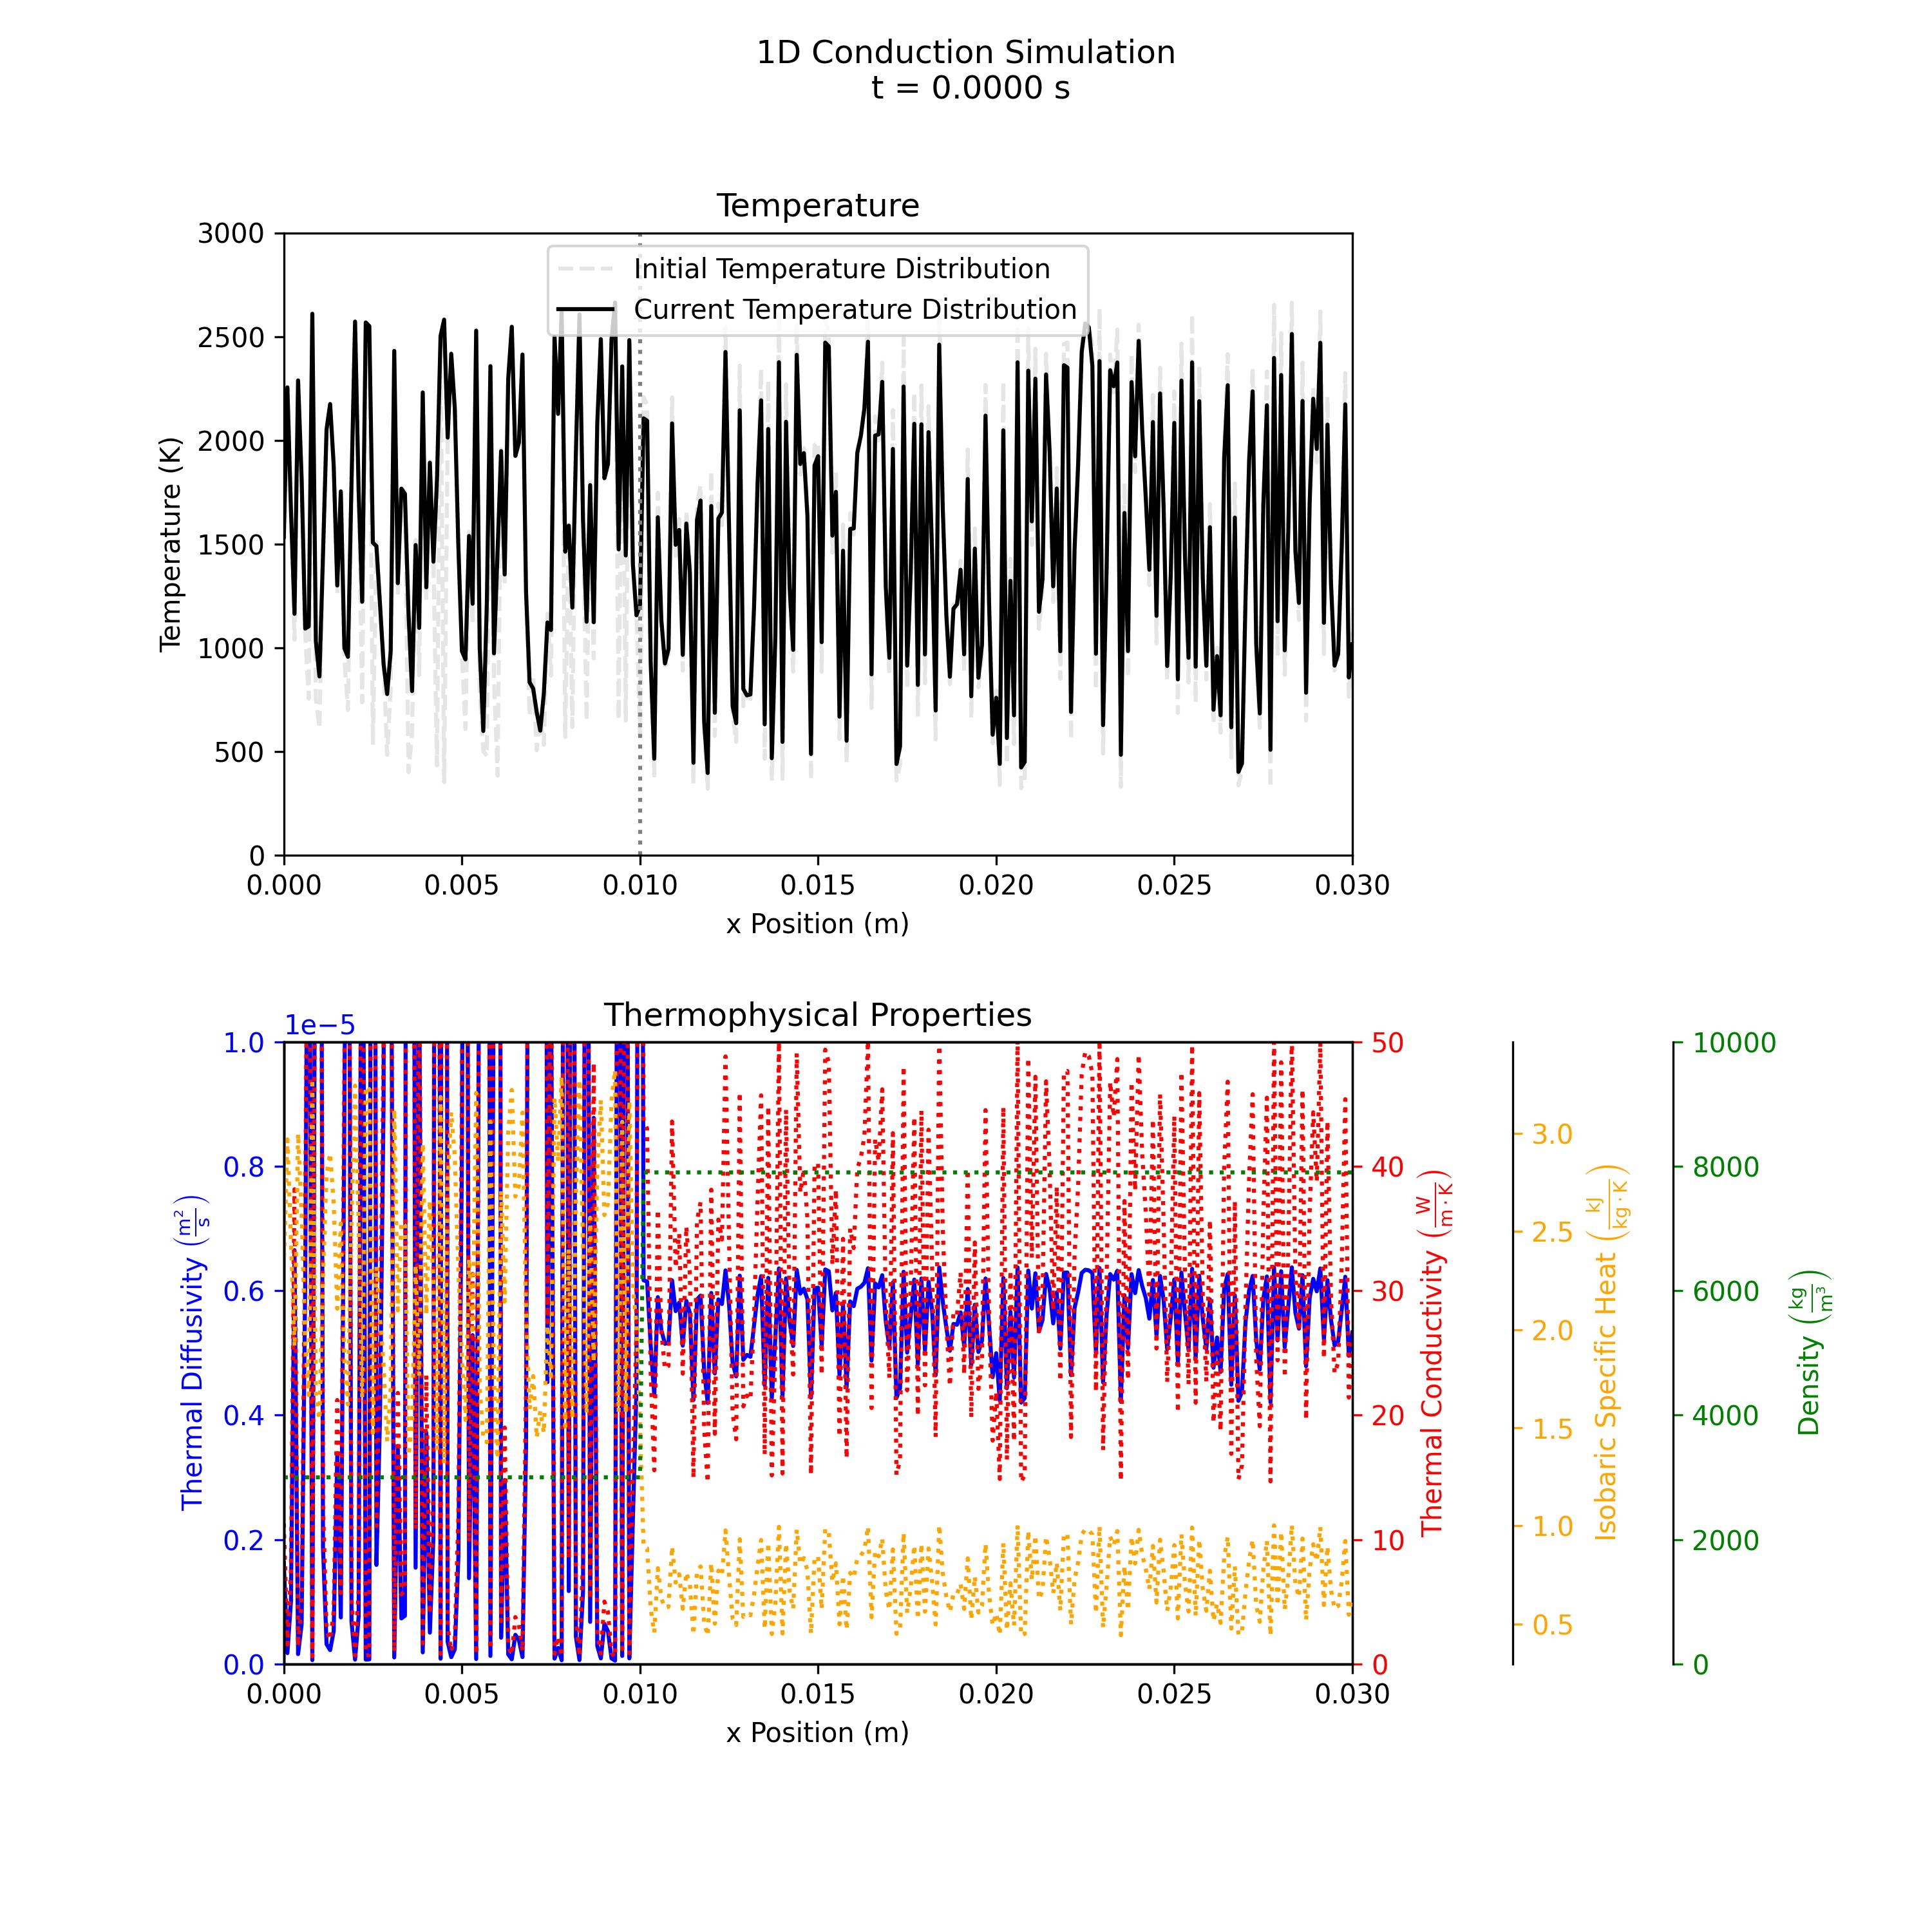 1D Conduction Simulation
t = 0.0000 s
Temperature
3000
2500
2000
1500
1000
500
0
Temperature (K)
Initial Temperature Distribution
Current Temperature Distribution
0.000 0.005 0.010 0.015 0.020 0.025 0.030
x Position (m)
Thermophysical Properties
1e−5
1.0
0.8
0.6
0.4
0.2
0.0
Thermal Diffusivity (m²/s)
50
40
30
20
10
0
Thermal Conductivity (W/m·K)
3.0
2.5
2.0
1.5
1.0
0.5
Isobaric Specific Heat (kJ/kg·K)
10000
8000
6000
4000
2000
0
Density (kg/m³)
0.000 0.005 0.010 0.015 0.020 0.025 0.030
x Position (m)